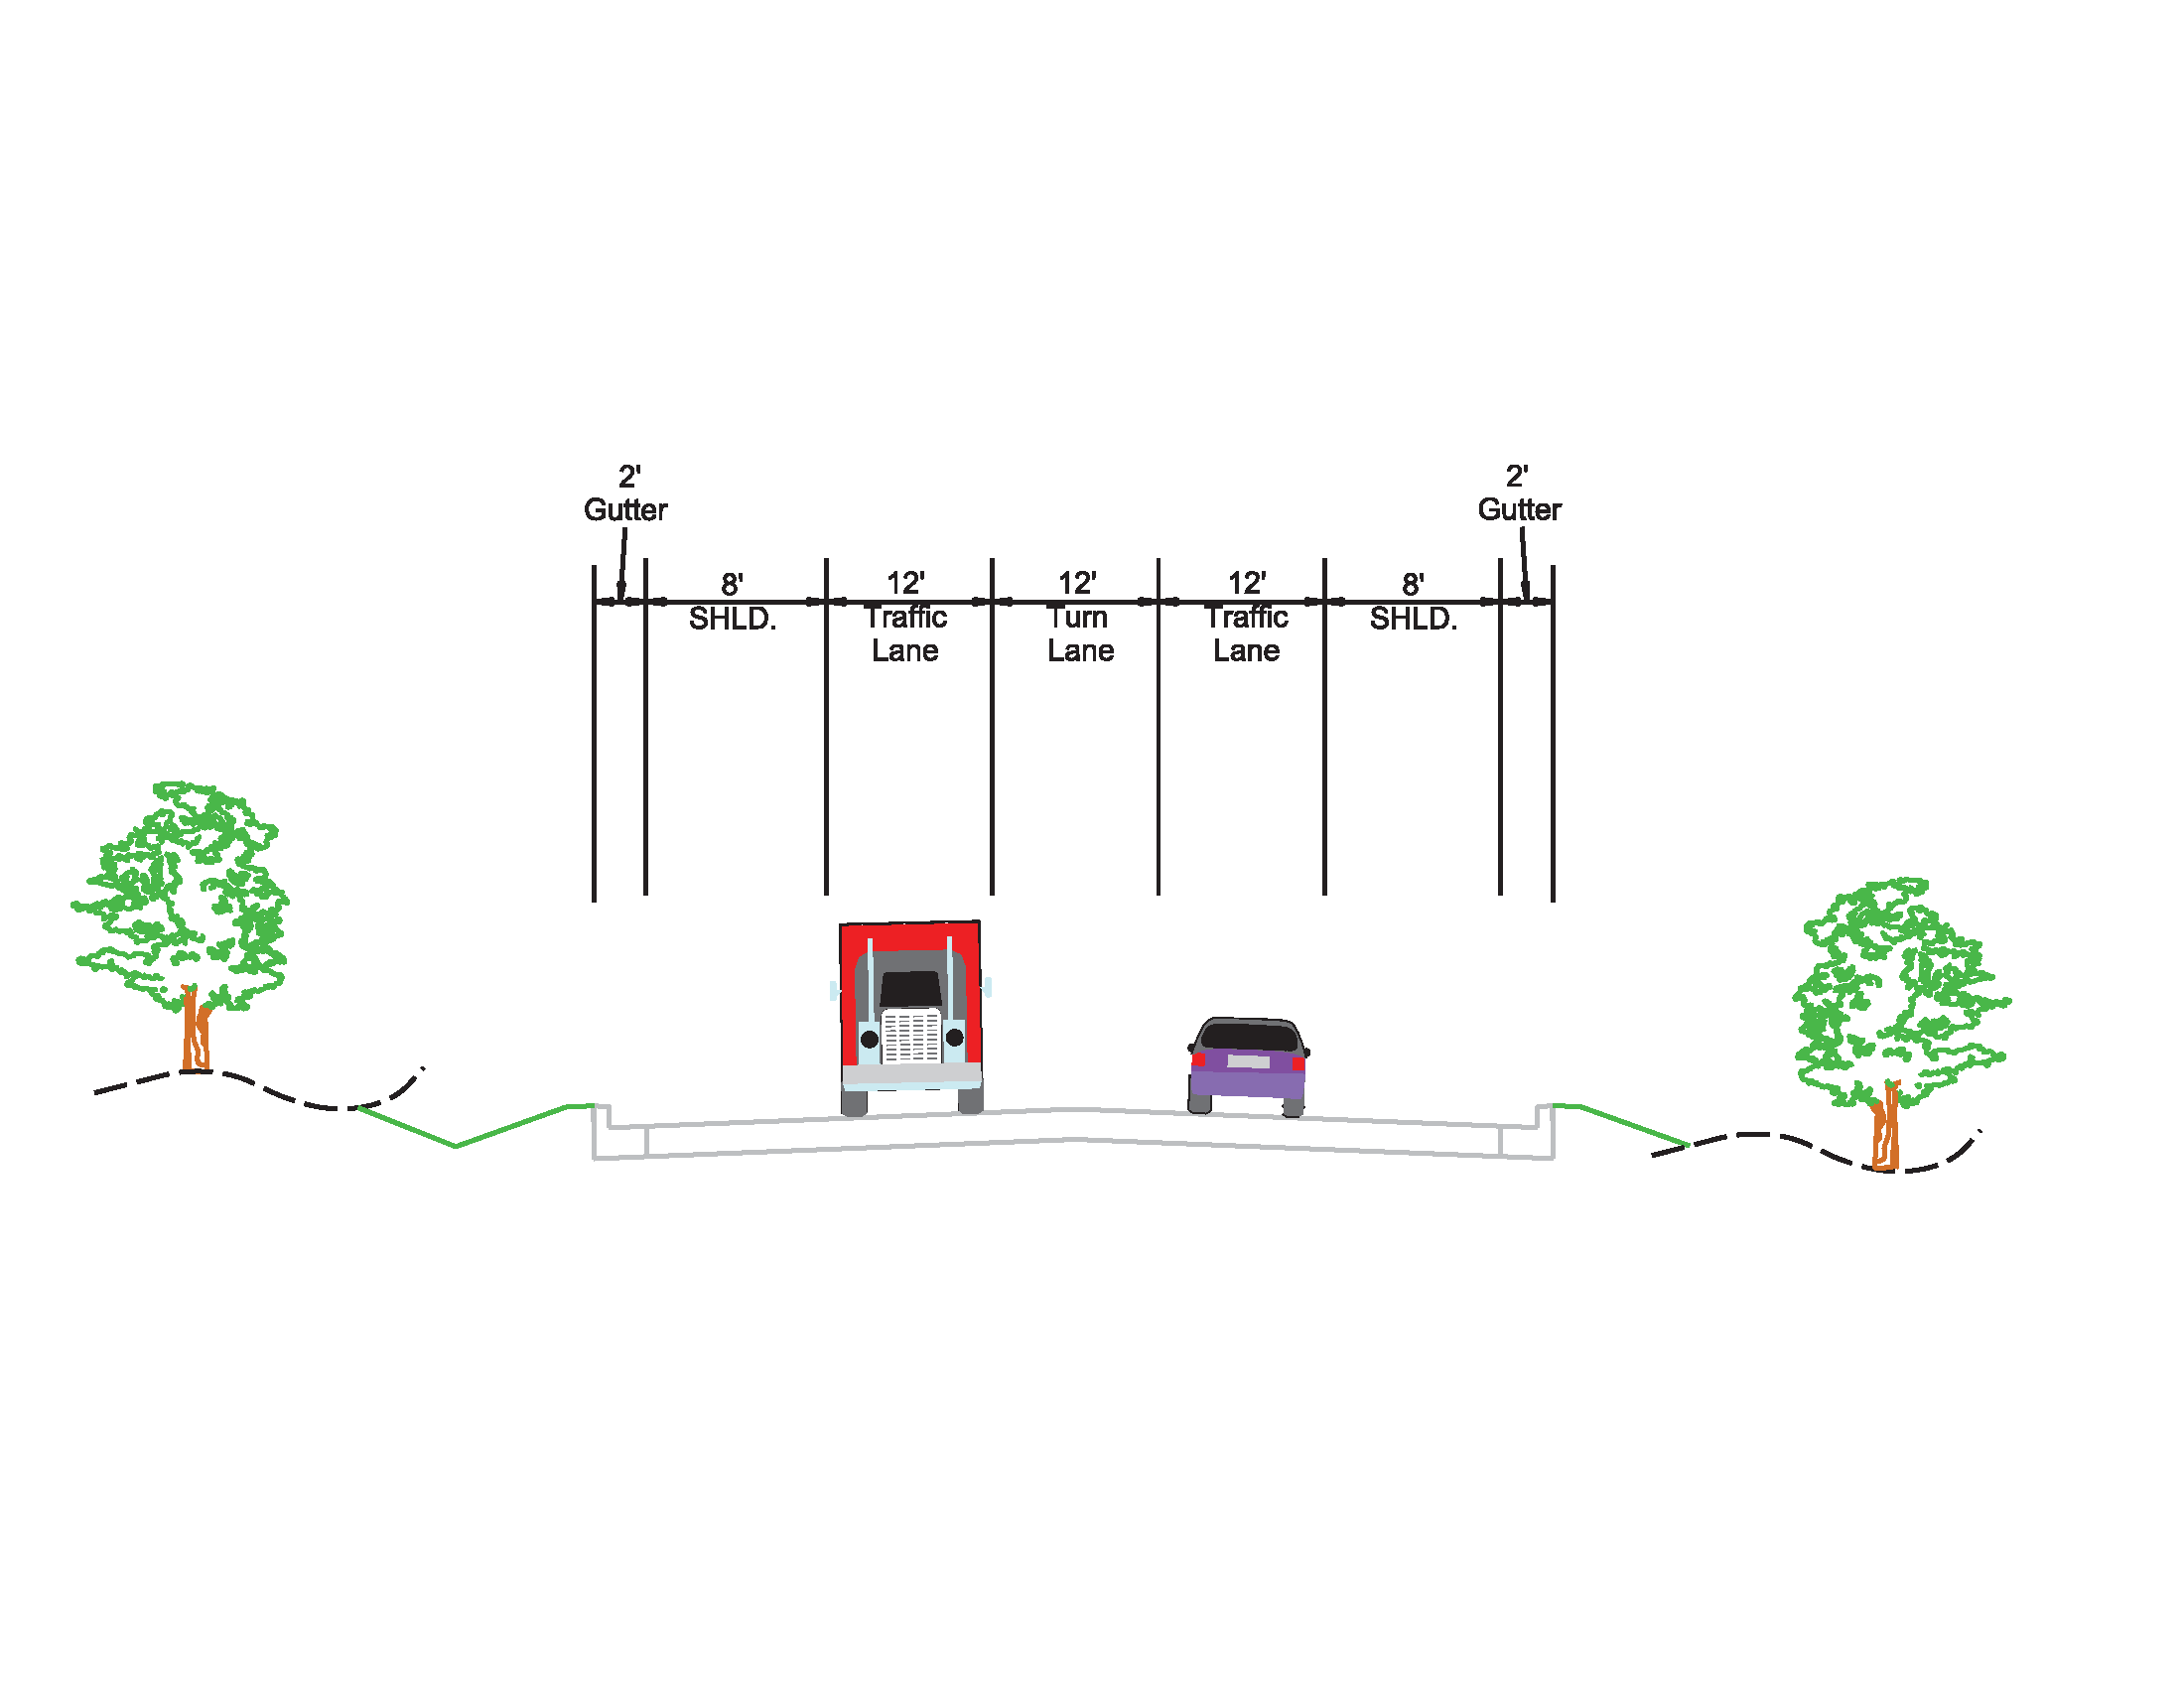 2'
Gutter
2'
Gutter
8'
SHLD.
12'
Traffic
Lane
12'
Turn
Lane
12'
Traffic
Lane
8'
SHLD.